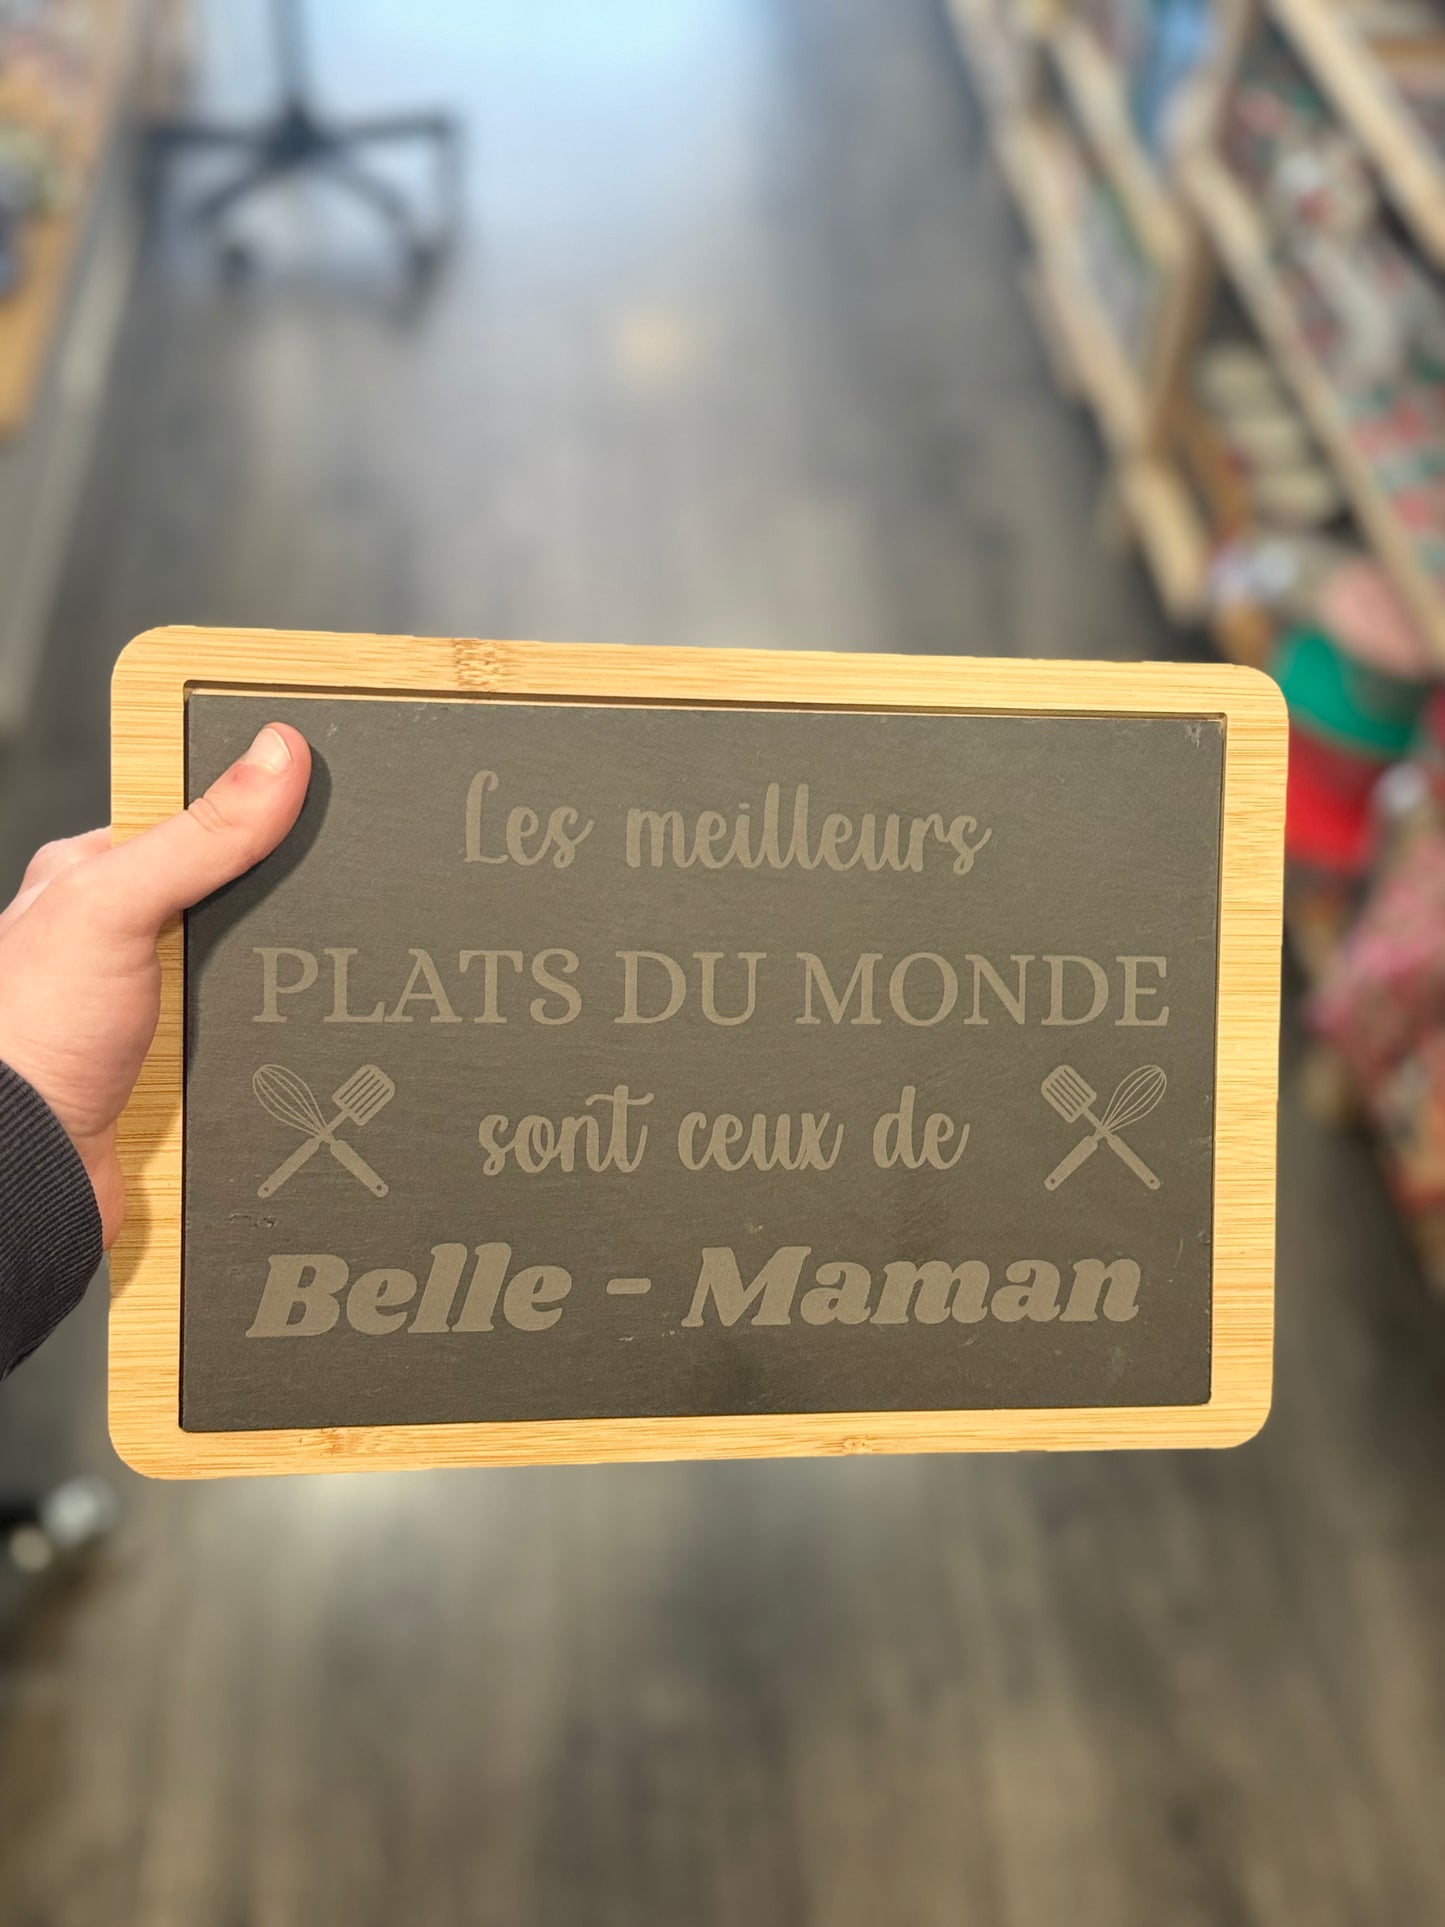 Les meilleurs
PLATS DU MONDE
sont ceux de
Belle - Maman